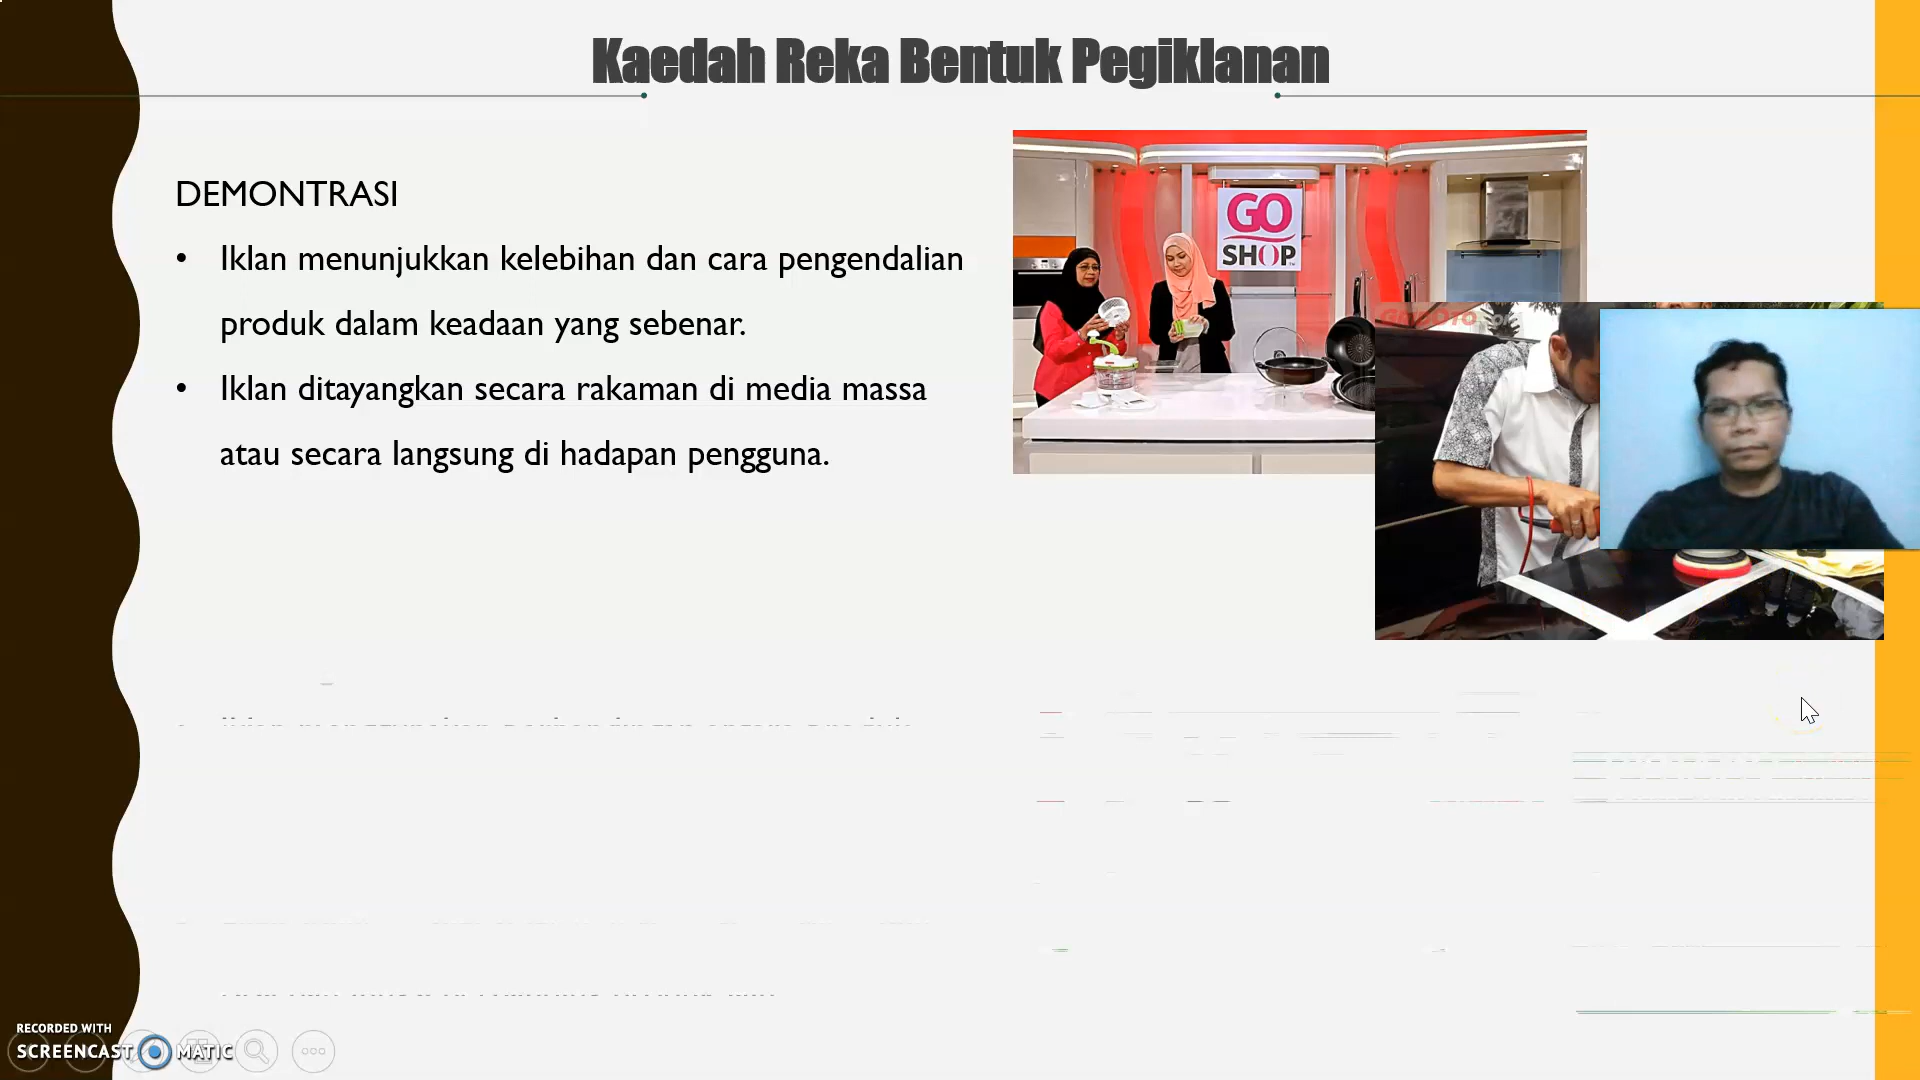 Kaedah Reka Bentuk Pegiklanan
DEMONTRASI
• Iklan menunjukkan kelebihan dan cara pengendalian
produk dalam keadaan yang sebenar.
• Iklan ditayangkan secara rakaman di media massa
atau secara langsung di hadapan pengguna.
GO
SHOP
RECORDED WITH
SCREENCAST MATIC